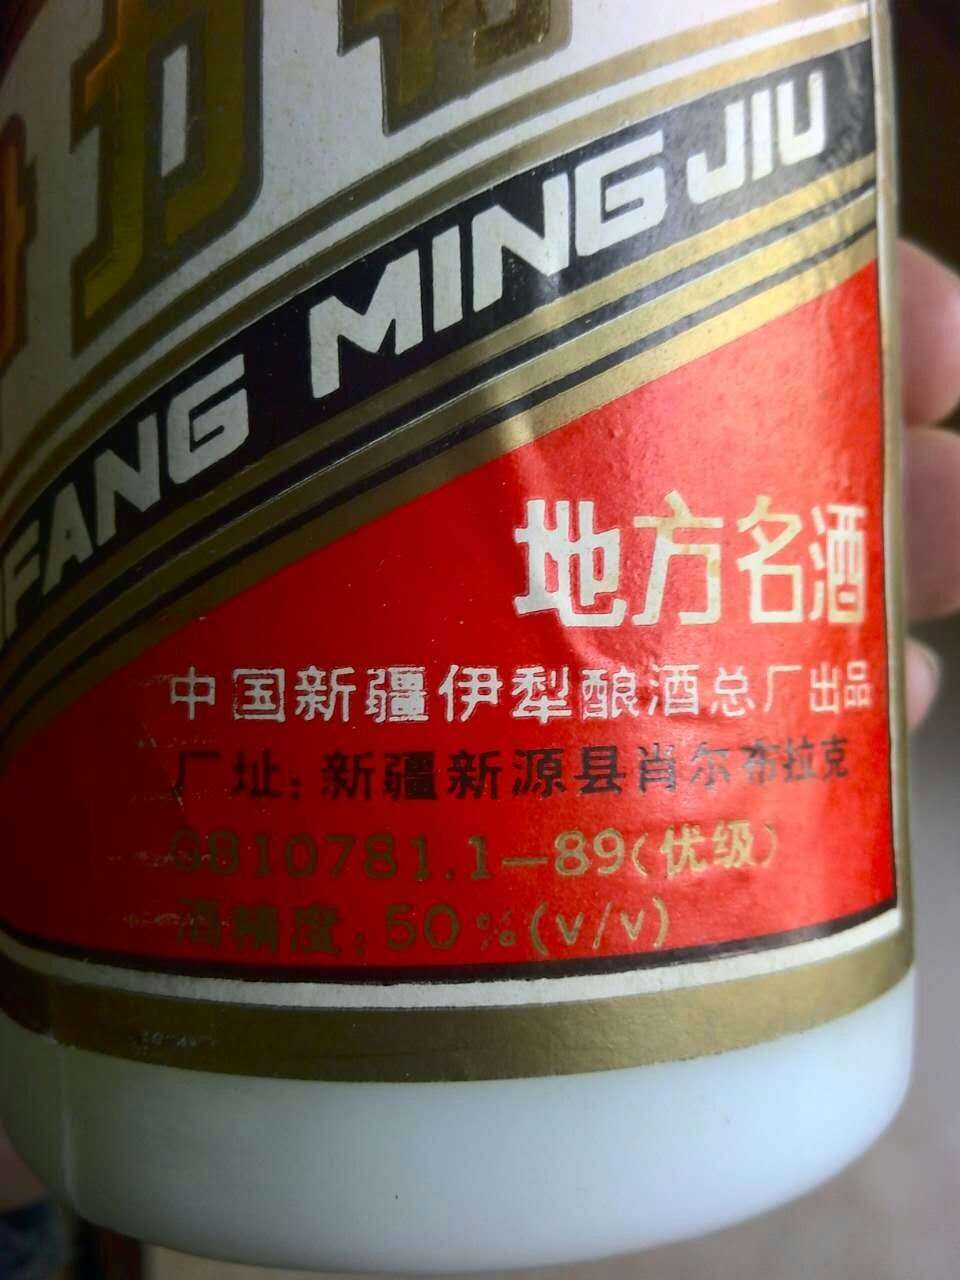 FANG MING JIU
地方名酒
中国新疆伊犁酿酒总厂出品
厂址：新疆新源县肖尔布拉克
GB10781.1—89(优级)
酒精度：50%(V/V)